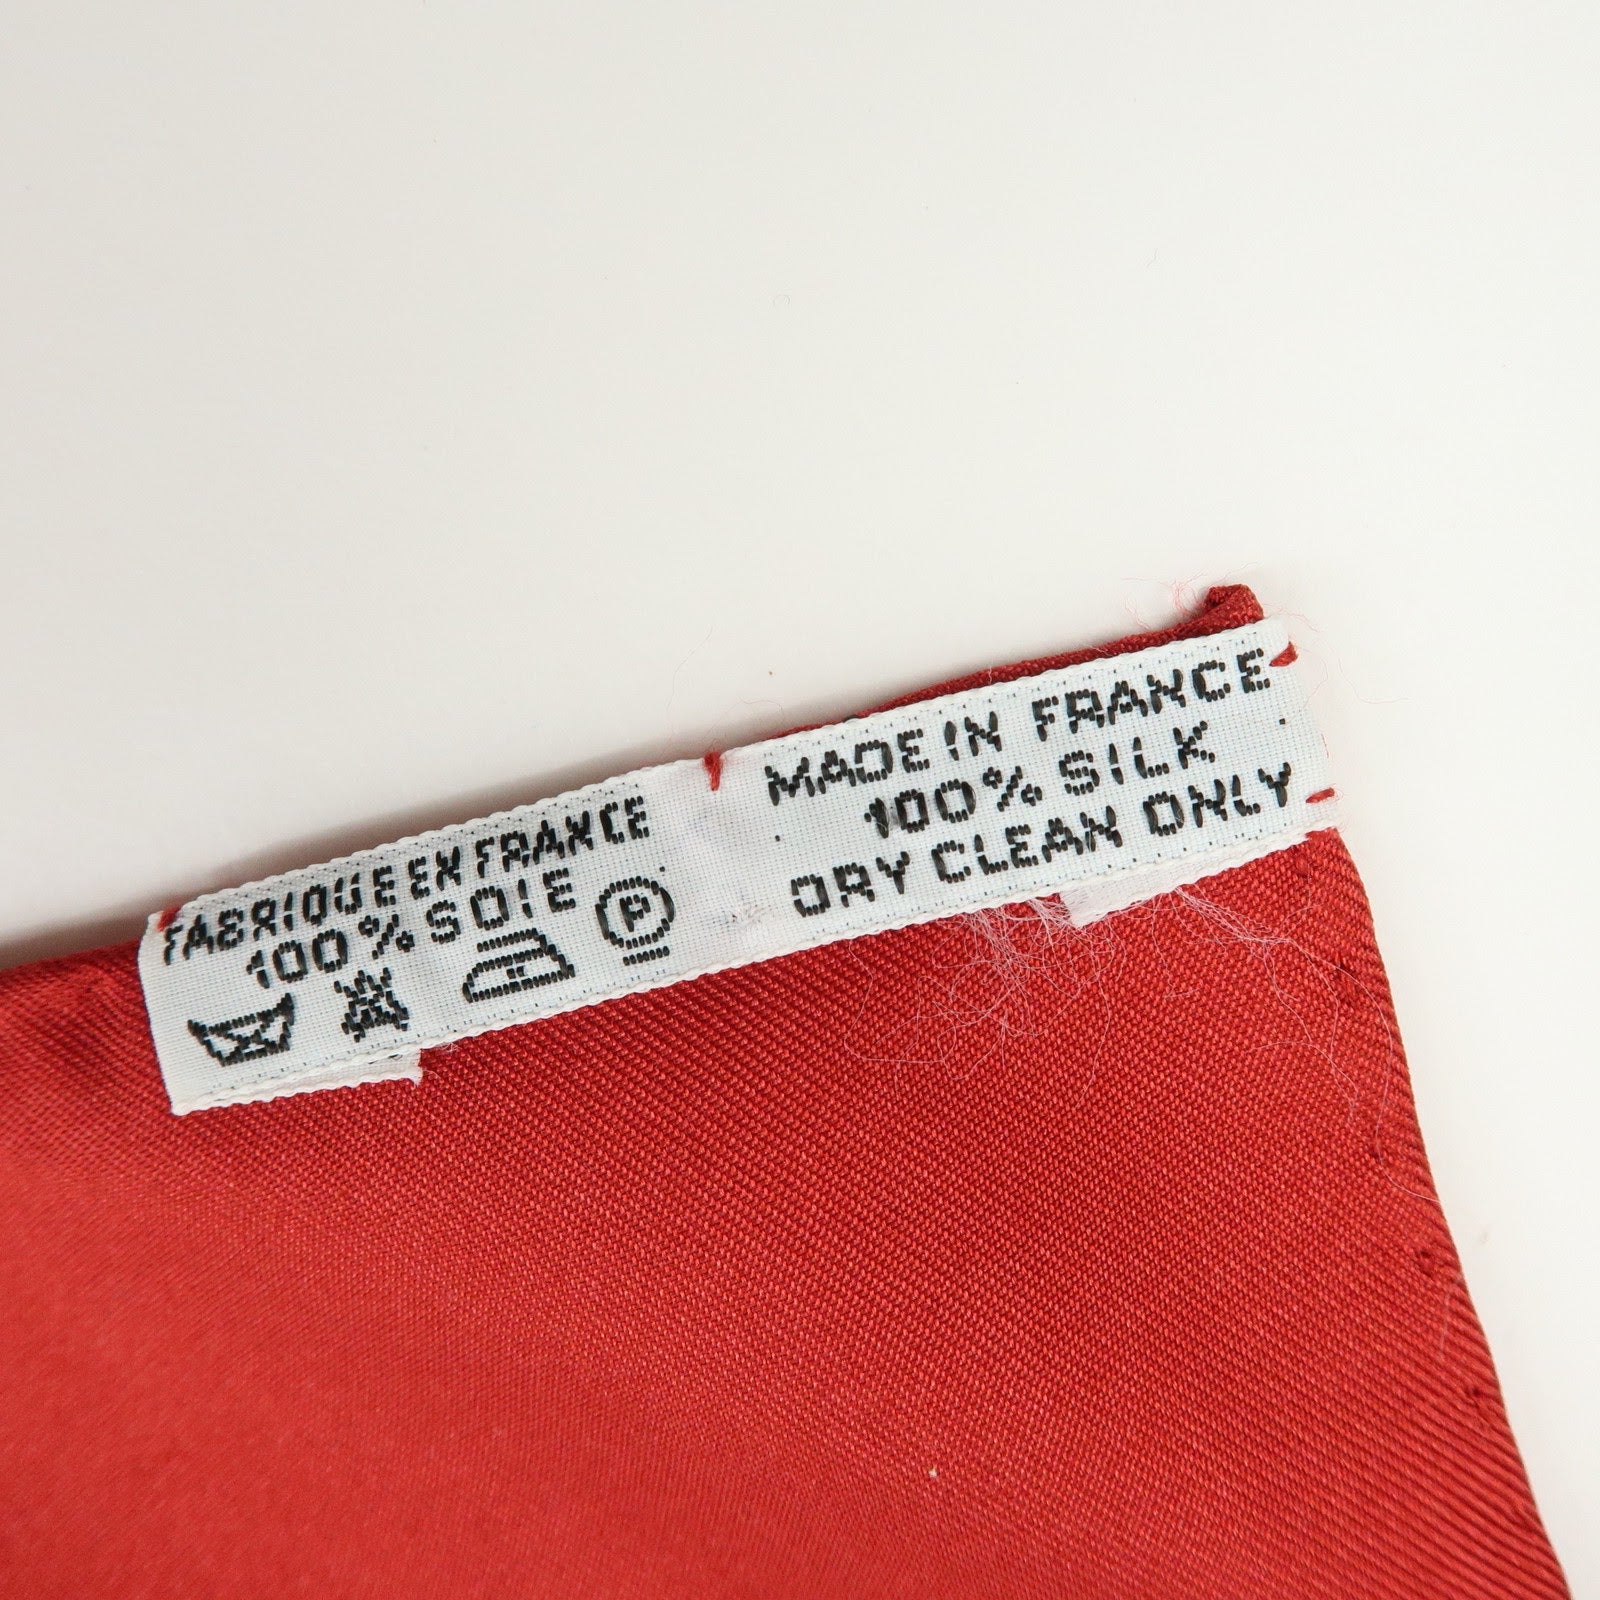 FABRIQUE EN FRANCE
100% SOIE
P
MADE IN FRANCE
100% SILK
DRY CLEAN ONLY